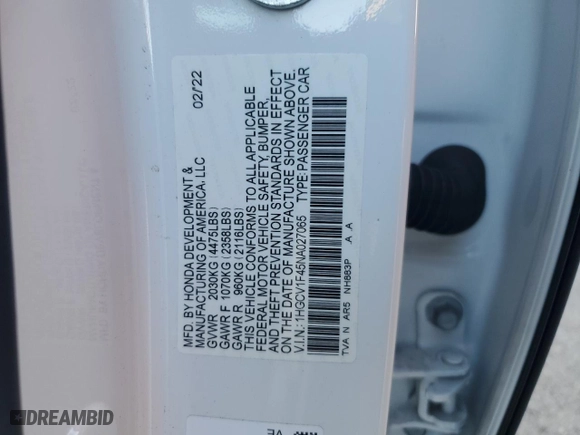 MFD. BY HONDA DEVELOPMENT & 02/'22
MANUFACTURING OF AMERICA, LLC
GVWR 2030KG (4475LBS)
GAWR F 1070KG (2358LBS)
GAWR R 960KG (2116LBS)
THIS VEHICLE CONFORMS TO ALL APPLICABLE
FEDERAL MOTOR VEHICLE SAFETY, BUMPER,
AND THEFT PREVENTION STANDARDS IN EFFECT
ON THE DATE OF MANUFACTURE SHOWN ABOVE.
V.I.N.: 1HGCV1F45NA027065 TYPE: PASSENGER CAR
TVA N AR5 NH883P A . A
DREAMBID